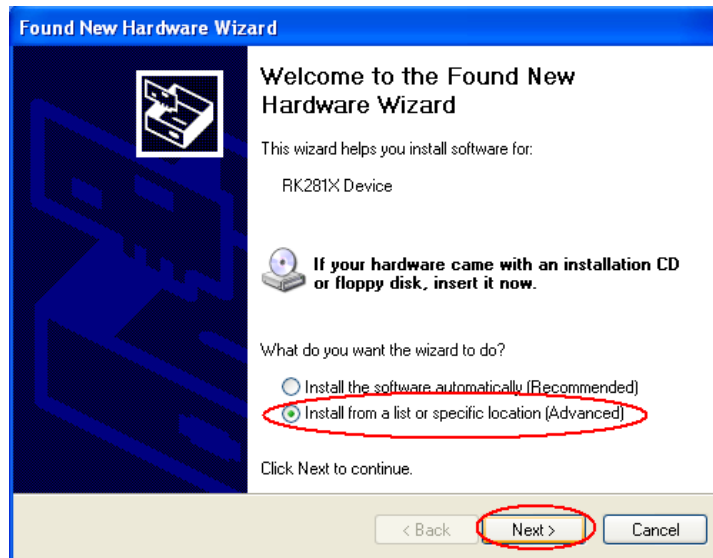 Found New Hardware Wizard
Welcome to the Found New
Hardware Wizard
This wizard helps you install software for:
RK281X Device
If your hardware came with an installation CD
or floppy disk, insert it now.
What do you want the wizard to do?
Install the software automatically (Recommended)
Install from a list or specific location (Advanced)
Click Next to continue.
< Back Next > Cancel